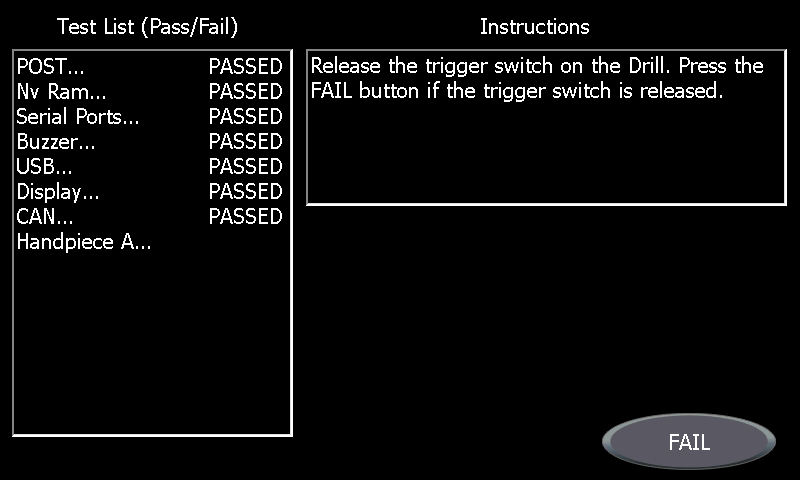 Test List (Pass/Fail)
Instructions
POST... PASSED
Nv Ram... PASSED
Serial Ports... PASSED
Buzzer... PASSED
USB... PASSED
Display... PASSED
CAN... PASSED
Handpiece A...
Release the trigger switch on the Drill. Press the
FAIL button if the trigger switch is released.
FAIL